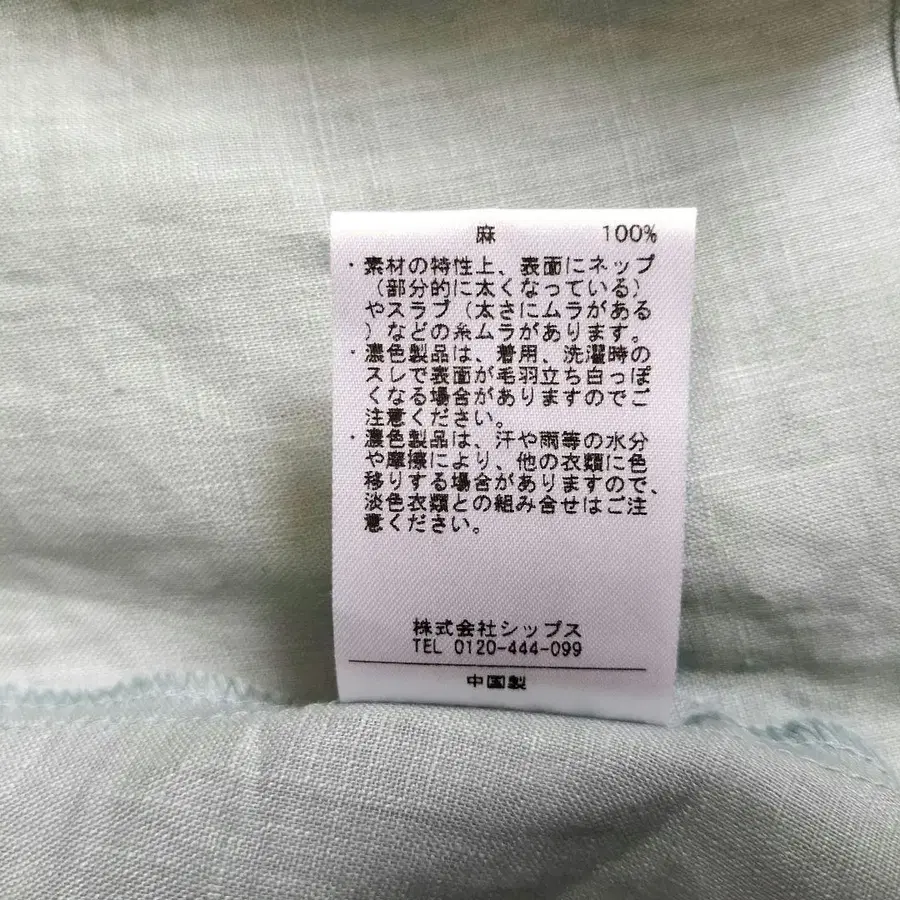 麻 100%
・素材の特性上、表面にネップ
（部分的に太くなっている）
やスラブ（太さにムラがある
）などの糸ムラがあります。
・濃色製品は、着用、洗濯時の
スレで表面が毛羽立ち白っぽ
くなる場合がありますのでご
注意ください。
・濃色製品は、汗や雨等の水分
や摩擦により、他の衣類に色
移りする場合がありますので、
淡色衣類との組み合せはご注
意ください。
株式会社シップス
TEL 0120-444-099
中国製